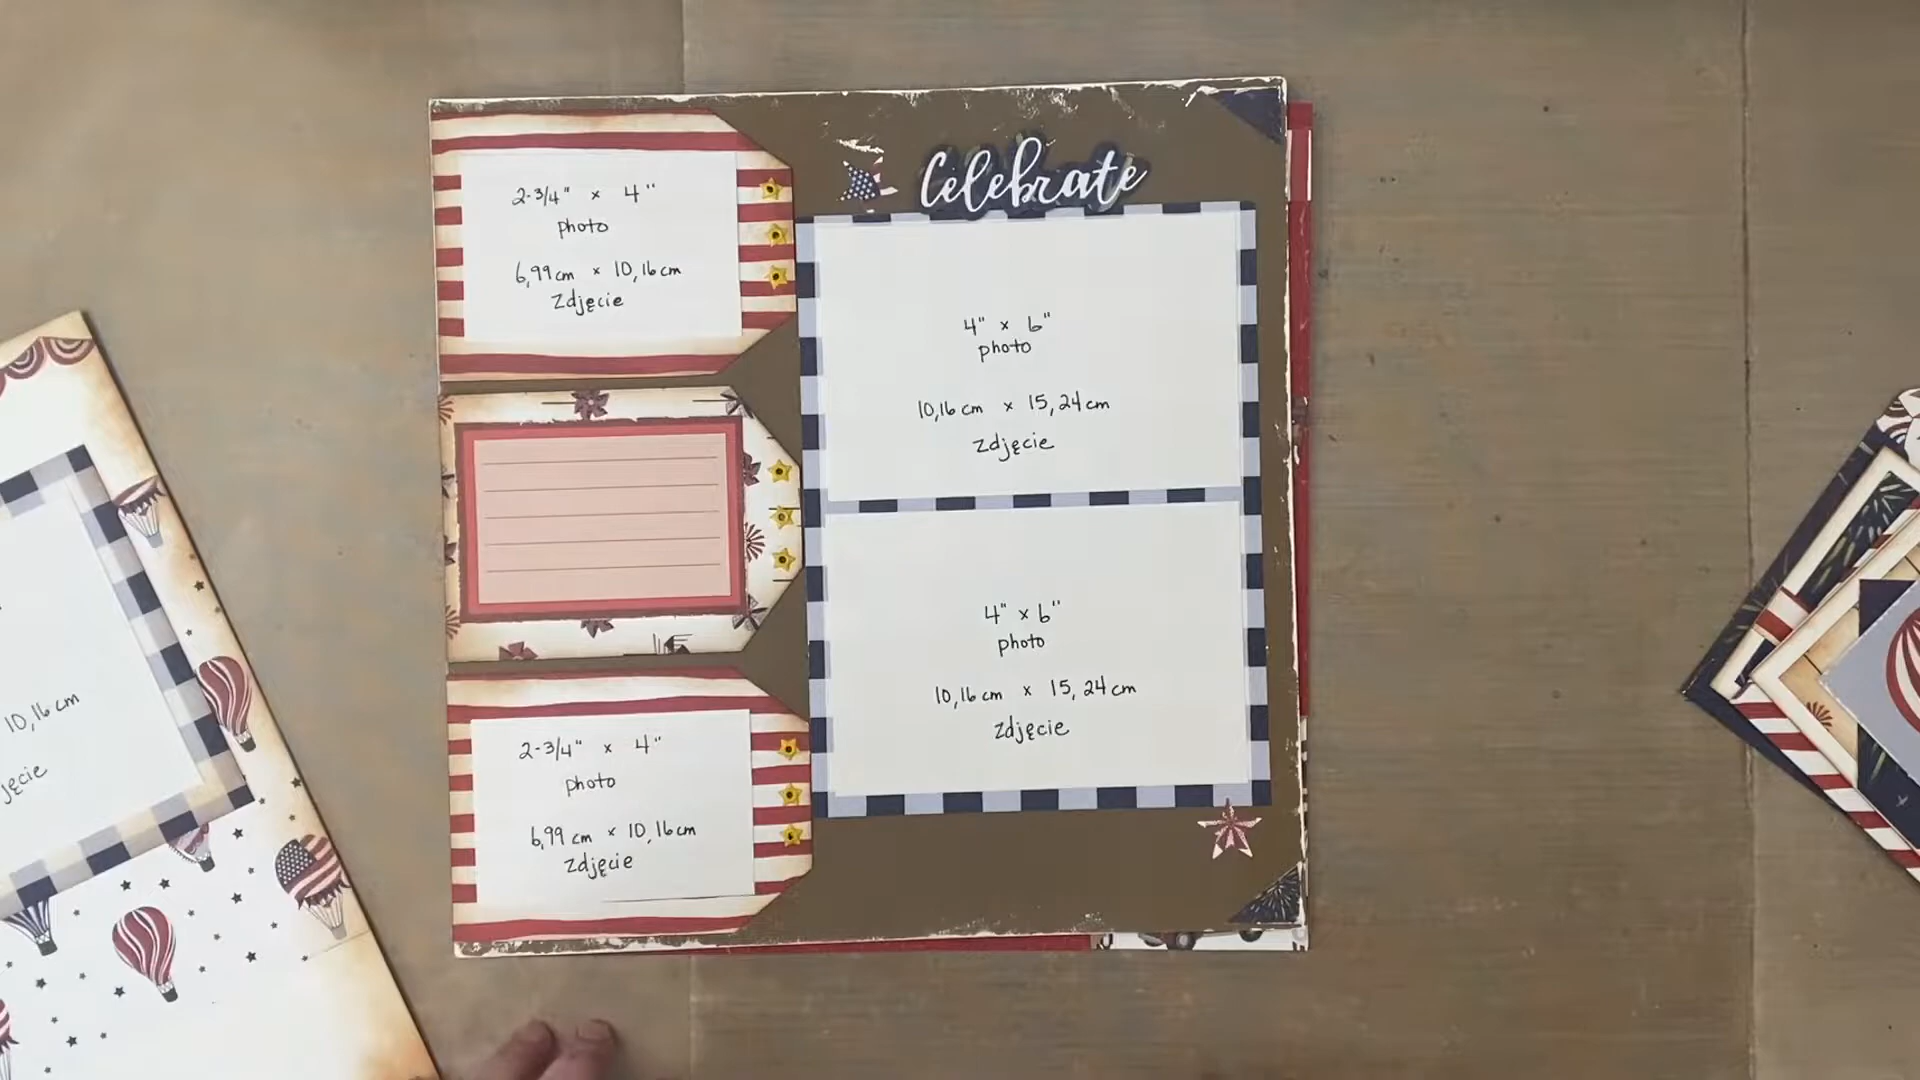 Celebrate
2-3/4" x 4"
photo
6,99 cm x 10,16 cm
zdjęcie
4" x 6"
photo
10,16 cm x 15,24 cm
zdjęcie
4" x 6"
photo
10,16 cm x 15,24 cm
zdjęcie
2-3/4" x 4"
photo
6,99 cm x 10,16 cm
zdjęcie
10,16 cm